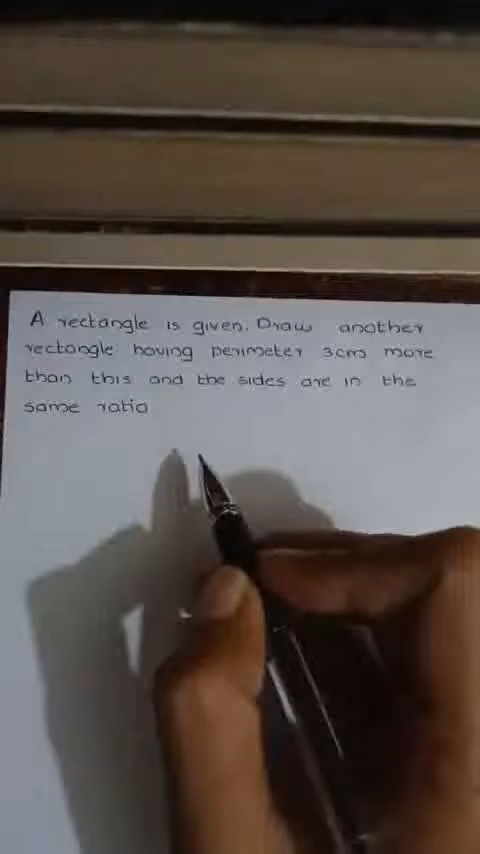 A rectangle is given. Draw another
rectangle having perimeter 3cm more
than this and the sides are in the
same ratio